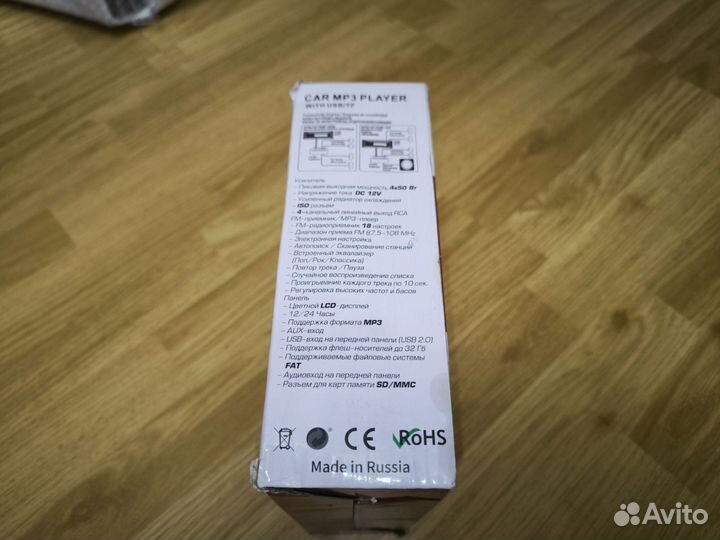 CAR MP3 PLAYER
WITH USB/TF
Усилитель
– Пиковая выходная мощность 4x50 Вт
– Напряжение тока DC 12V
– Усиленный радиатор охлаждения
– ISO разъем
– 4-канальный линейный выход RCA
FM-приемник/MP3-плеер
– FM-радиоприемник 18 настроек
– Диапазон приема FM 87,5-108 MHz
– Электронная настройка
– Автопоиск / Сканирование станций
– Встроенный эквалайзер
(Поп/Рок/Классика)
– Повтор трека / Пауза
– Случайное воспроизведение списка
– Проигрывание каждого трека по 10 сек.
– Регулировка высоких частот и басов
Панель
– Цветной LCD-дисплей
– 12/24 Часы
– Поддержка формата MP3
– AUX-вход
– USB-вход на передней панели (USB 2.0)
– Поддержка флеш-носителей до 32 Гб
– Поддерживаемые файловые системы
FAT
– Аудиовход на передней панели
– Разъем для карт памяти SD/MMC
CE RoHS
Made in Russia
Avito